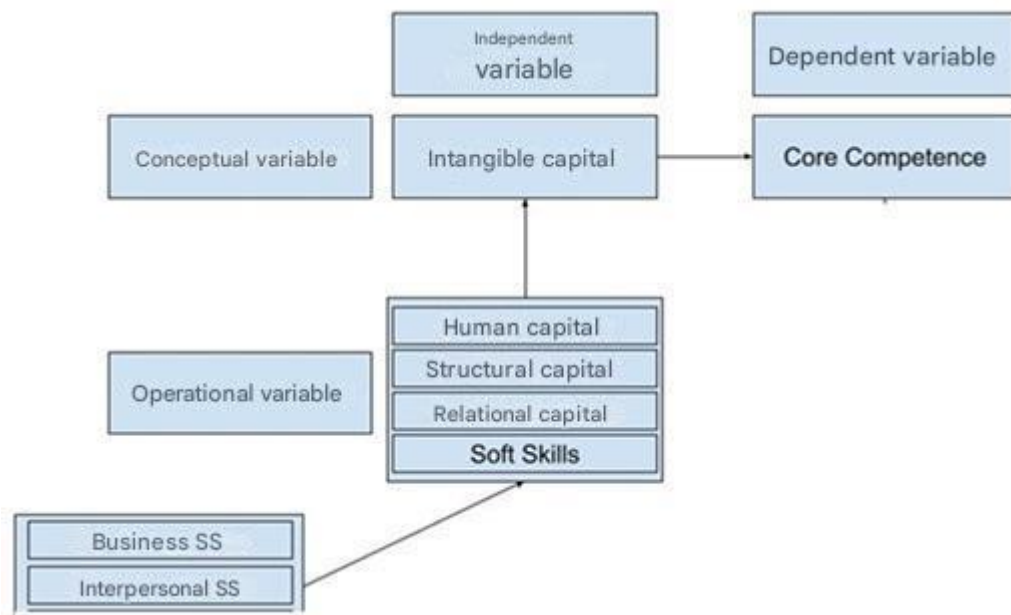 Independent
variable
Dependent variable
Conceptual variable
Intangible capital
Core Competence
Human capital
Structural capital
Operational variable
Relational capital
Soft Skills
Business SS
Interpersonal SS